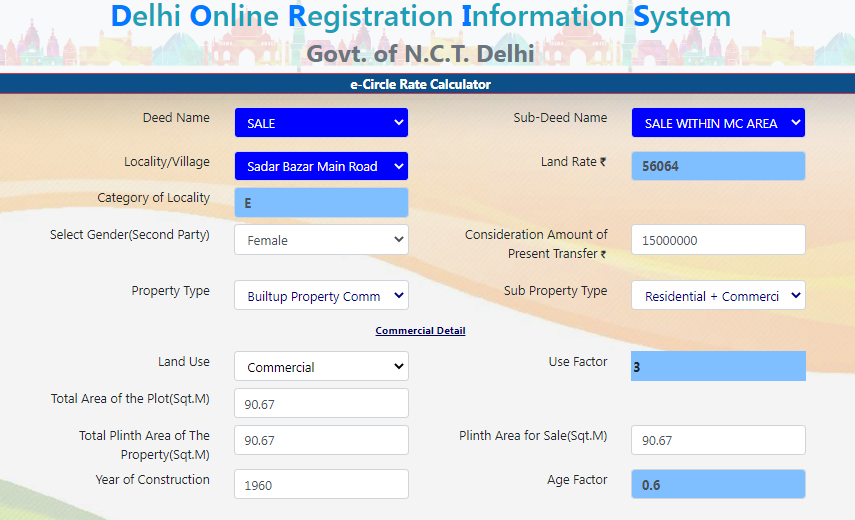 Delhi Online Registration Information System
Govt. of N.C.T. Delhi
e-Circle Rate Calculator
Deed Name SALE Sub-Deed Name SALE WITHIN MC AREA
Locality/Village Sadar Bazar Main Road Land Rate ₹ 56064
Category of Locality E
Select Gender(Second Party) Female Consideration Amount of
Present Transfer ₹ 15000000
Property Type Builtup Property Comm Sub Property Type Residential + Commerci
Commercial Detail
Land Use Commercial Use Factor 3
Total Area of the Plot(Sqt.M) 90.67
Total Plinth Area of The
Property(Sqt.M) 90.67 Plinth Area for Sale(Sqt.M) 90.67
Year of Construction 1960 Age Factor 0.6